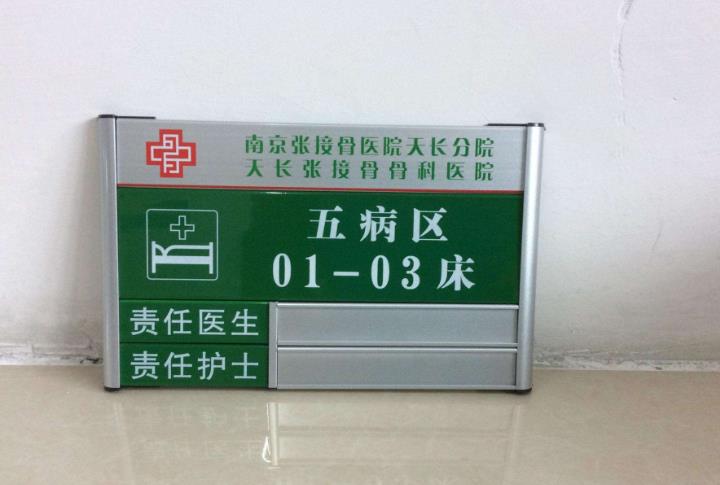 南京张接骨医院天长分院
天长张接骨骨科医院
五病区
01-03床
责任医生
责任护士